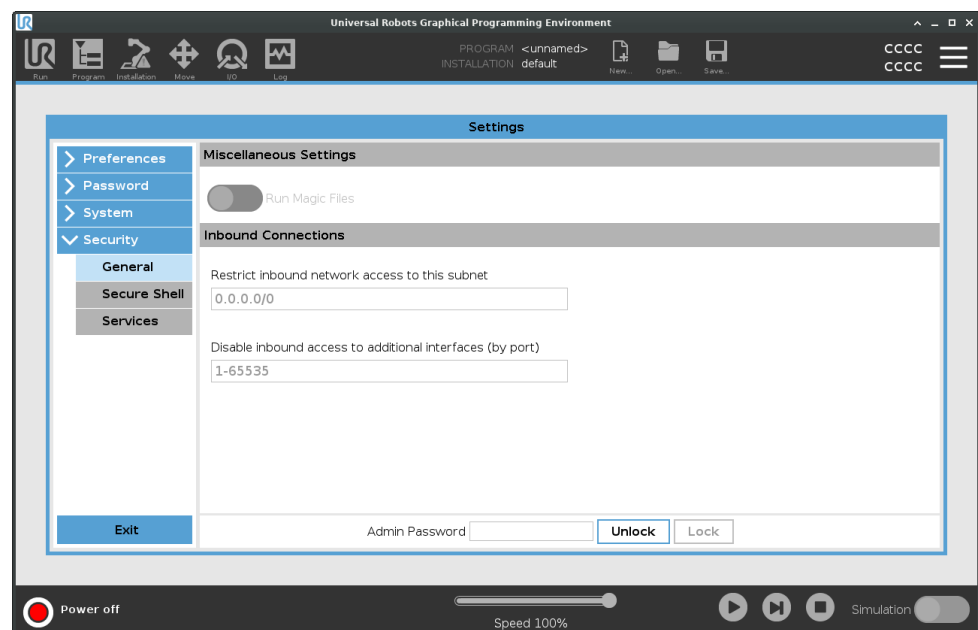 Universal Robots Graphical Programming Environment
UR
Run
Program
Installation
Move
I/O
Log
PROGRAM <unnamed>
INSTALLATION default
New...
Open...
Save...
CCCC
CCCC
Settings
Preferences
Password
System
Security
General
Secure Shell
Services
Exit
Miscellaneous Settings
Run Magic Files
Inbound Connections
Restrict inbound network access to this subnet
0.0.0.0/0
Disable inbound access to additional interfaces (by port)
1-65535
Admin Password
Unlock
Lock
Power off
Speed 100%
Simulation